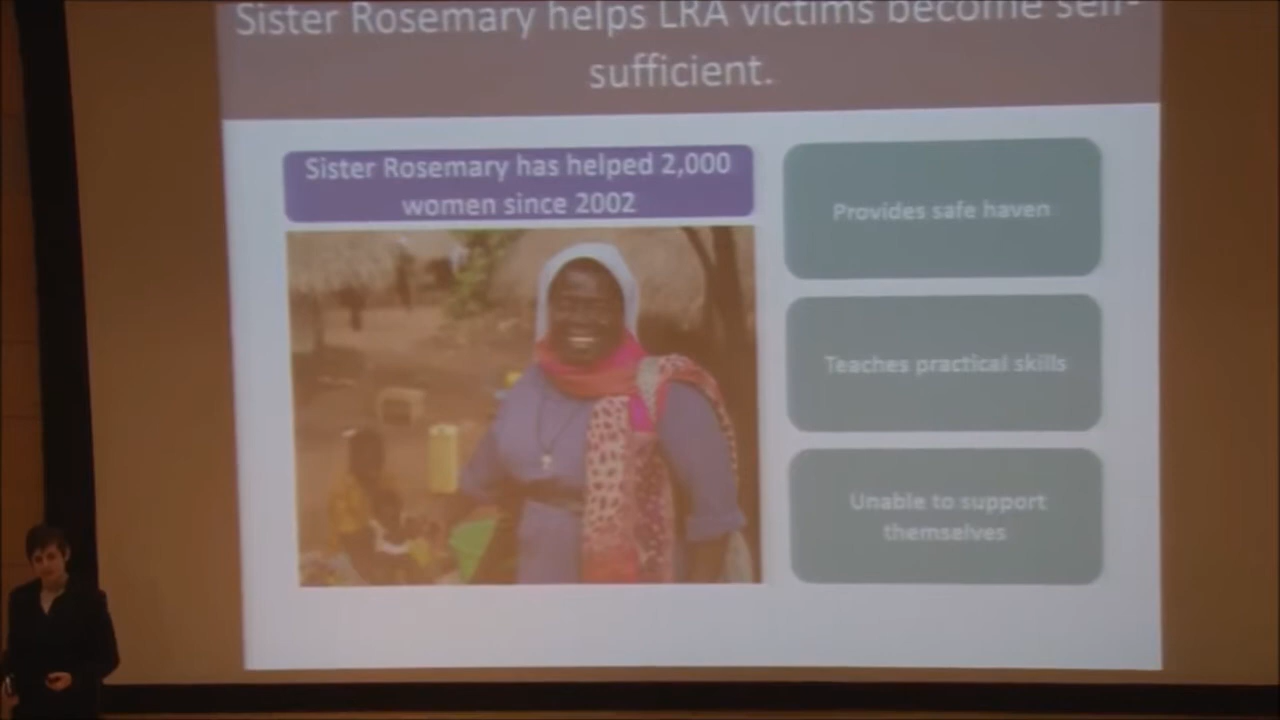 Sister Rosemary helps LRA victims become self-
sufficient.
Sister Rosemary has helped 2,000
women since 2002
Provides safe haven
Teaches practical skills
Unable to support
themselves